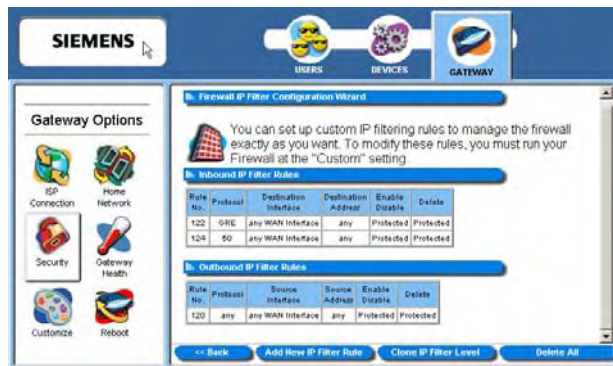 SIEMENS
USERS
DEVICES
GATEWAY
Gateway Options
ISP
Connection
Home
Network
Security
Gateway
Health
Customize
Reboot
Firewall IP Filter Configuration Wizard
You can set up custom IP filtering rules to manage the firewall
exactly as you want. To modify these rules, you must run your
Firewall at the "Custom" setting.
Inbound IP Filter Rules
Rule No. Protocol Destination Interface Destination Address Enable Disable Delete
122 GRE any WAN Interface any Protected Protected
124 50 any WAN Interface any Protected Protected
Outbound IP Filter Rules
Rule No. Protocol Source Interface Source Address Enable Disable Delete
120 any any WAN Interface any Protected Protected
<< Back Add New IP Filter Rule Clone IP Filter Level Delete All